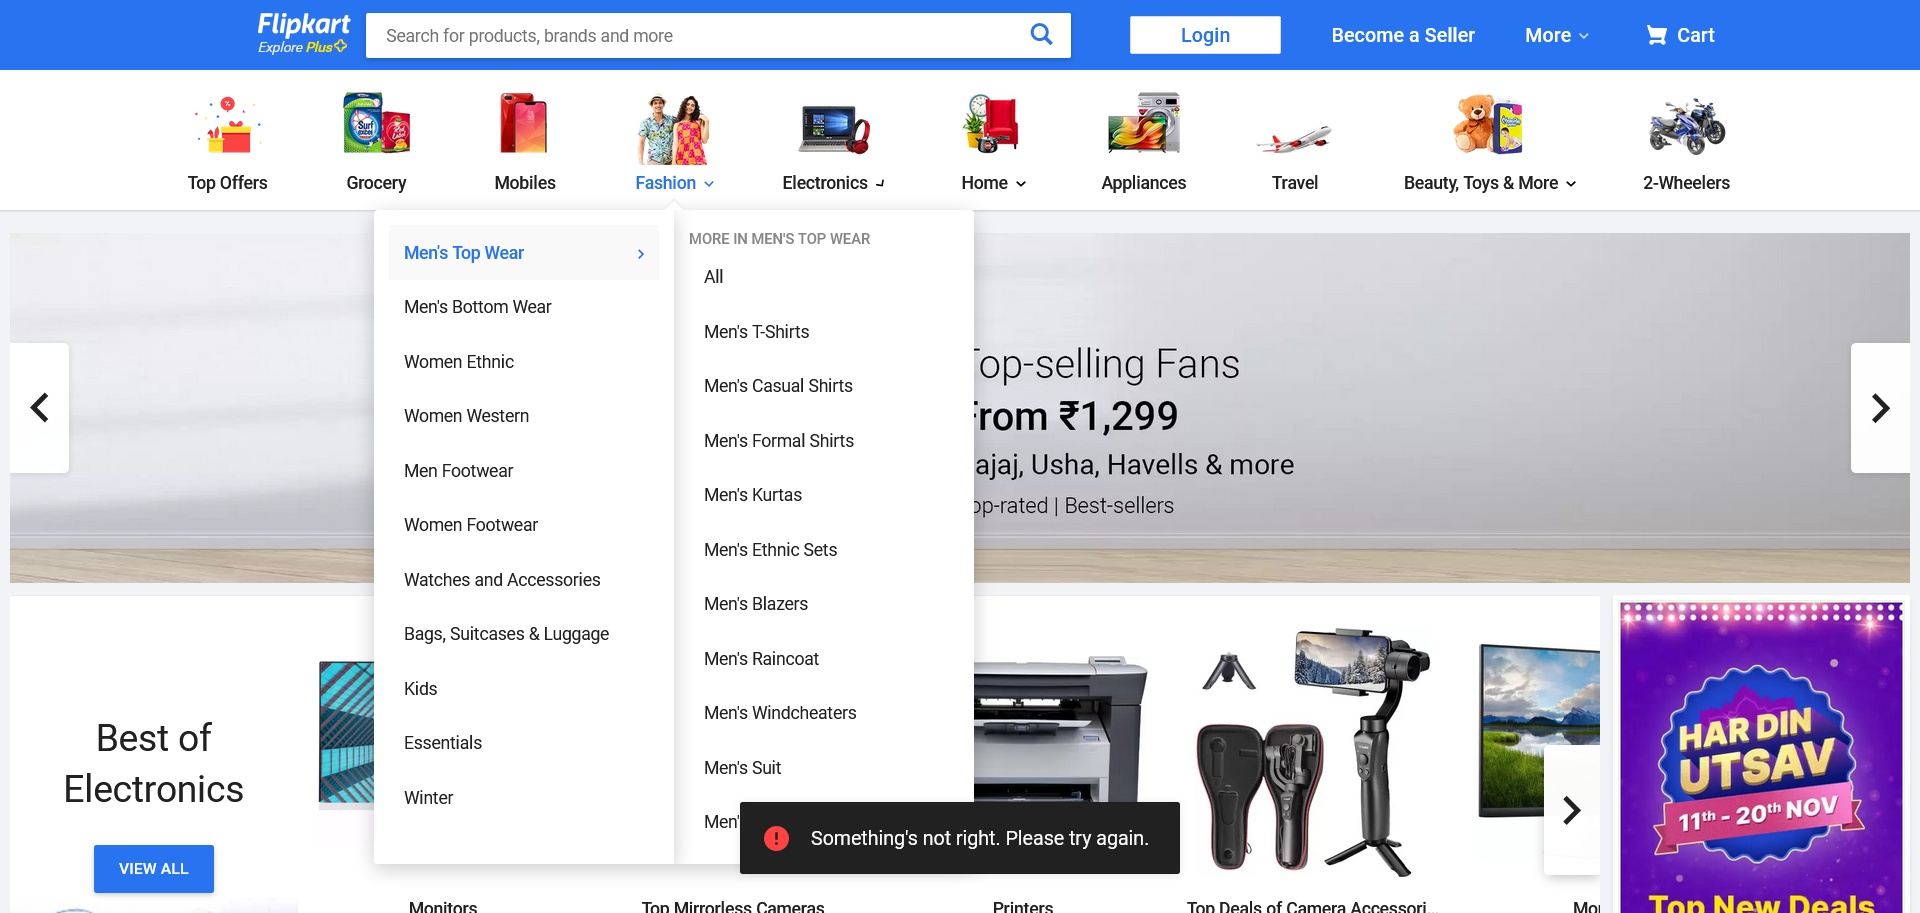 Flipkart
Explore Plus
Search for products, brands and more
Login
Become a Seller
More
Cart
Top Offers
Grocery
Mobiles
Fashion
Electronics
Home
Appliances
Travel
Beauty, Toys & More
2-Wheelers
Men's Top Wear
Men's Bottom Wear
Women Ethnic
Women Western
Men Footwear
Women Footwear
Watches and Accessories
Bags, Suitcases & Luggage
Kids
Essentials
Winter
MORE IN MEN'S TOP WEAR
All
Men's T-Shirts
Men's Casual Shirts
Men's Formal Shirts
Men's Kurtas
Men's Ethnic Sets
Men's Blazers
Men's Raincoat
Men's Windcheaters
Men's Suit
Men'
Top-selling Fans
From ₹1,299
ajaj, Usha, Havells & more
op-rated | Best-sellers
Best of
Electronics
VIEW ALL
Surf
excel
Something's not right. Please try again.
HAR DIN
UTSAV
11th - 20th NOV
Top New Deals
Monitors
Top Mirrorless Cameras
Printers
Top Deals of Camera Accessori...
Mo